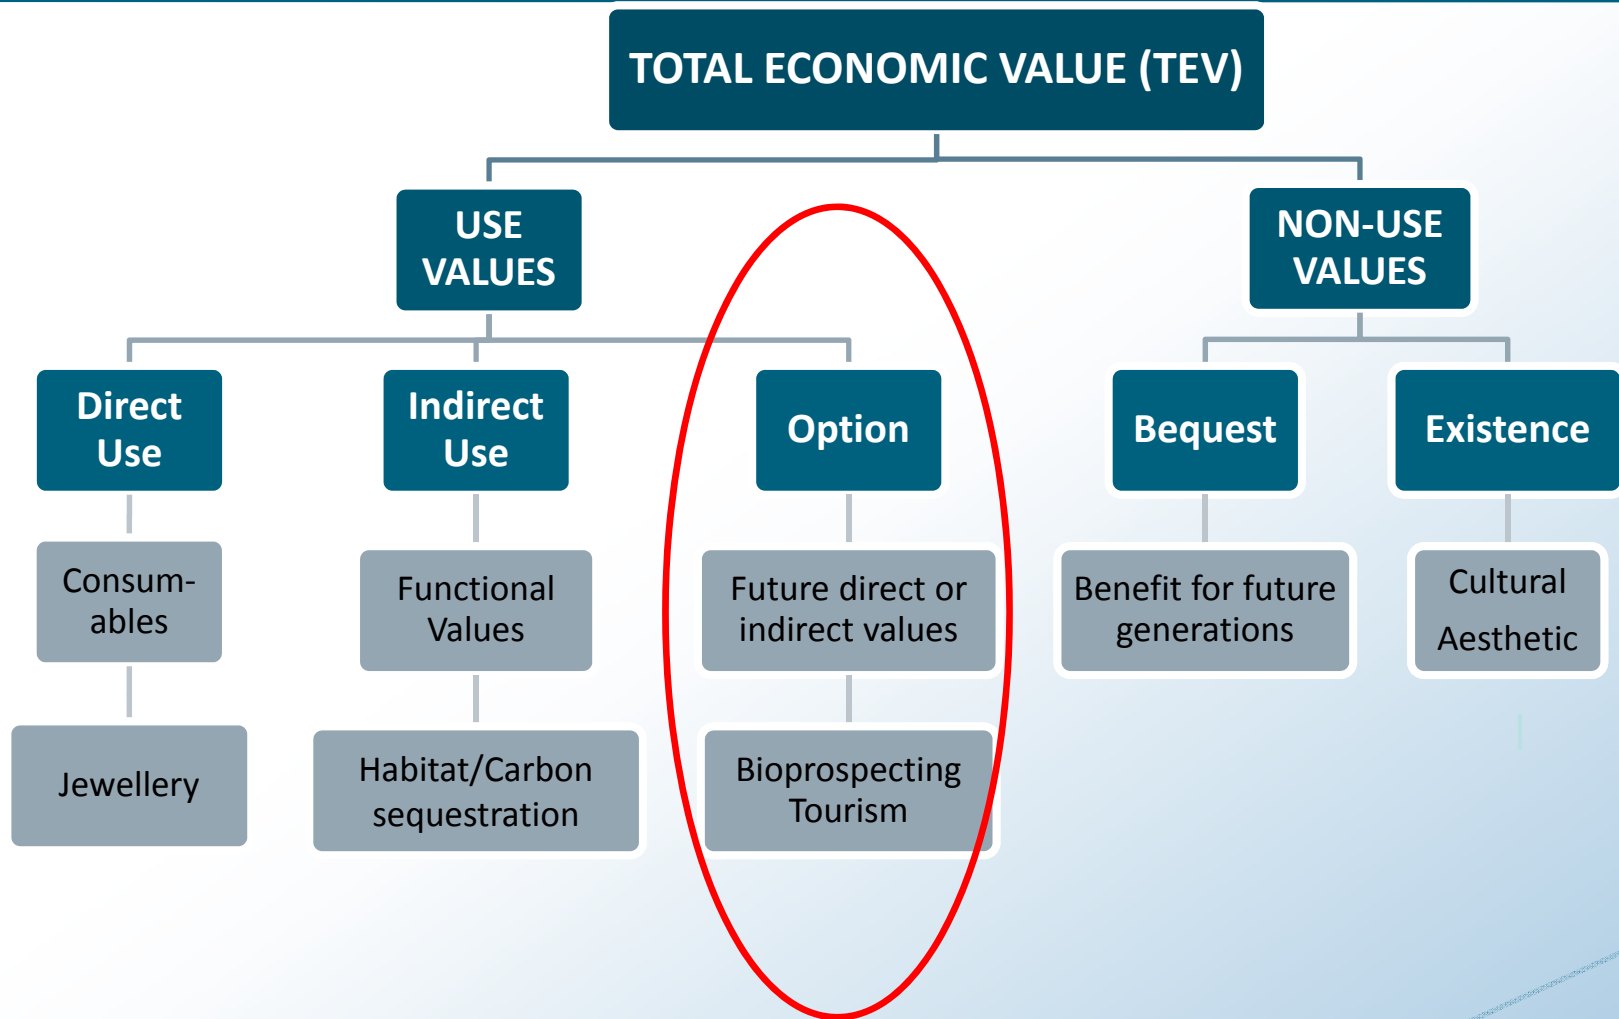 TOTAL ECONOMIC VALUE (TEV)
USE
VALUES
NON-USE
VALUES
Direct
Use
Indirect
Use
Option
Bequest
Existence
Consum-
ables
Functional
Values
Future direct or
indirect values
Benefit for future
generations
Cultural
Aesthetic
Jewellery
Habitat/Carbon
sequestration
Bioprospecting
Tourism